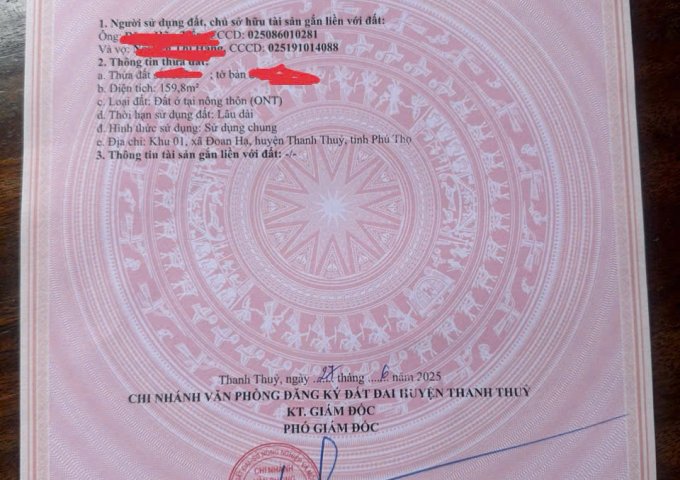 1. Người sử dụng đất, chủ sở hữu tài sản gắn liền với đất:
Ông: CCCD: 025086010281
Và vợ: Thị Hằng, CCCD: 025191014088
2. Thông tin thửa đất:
a. Thửa đất ; tờ bản
b. Diện tích: 159,8m²
c. Loại đất: Đất ở tại nông thôn (ONT)
d. Thời hạn sử dụng đất: Lâu dài
đ. Hình thức sử dụng: Sử dụng chung
e. Địa chỉ: Khu 01, xã Đoan Hạ, huyện Thanh Thuỷ, tỉnh Phú Thọ
3. Thông tin tài sản gắn liền với đất: -/-
Thanh Thuỷ, ngày 27 tháng 6 năm 2025
CHI NHÁNH VĂN PHÒNG ĐĂNG KÝ ĐẤT ĐAI HUYỆN THANH THUỶ
KT. GIÁM ĐỐC
PHÓ GIÁM ĐỐC
CHI NHÁNH